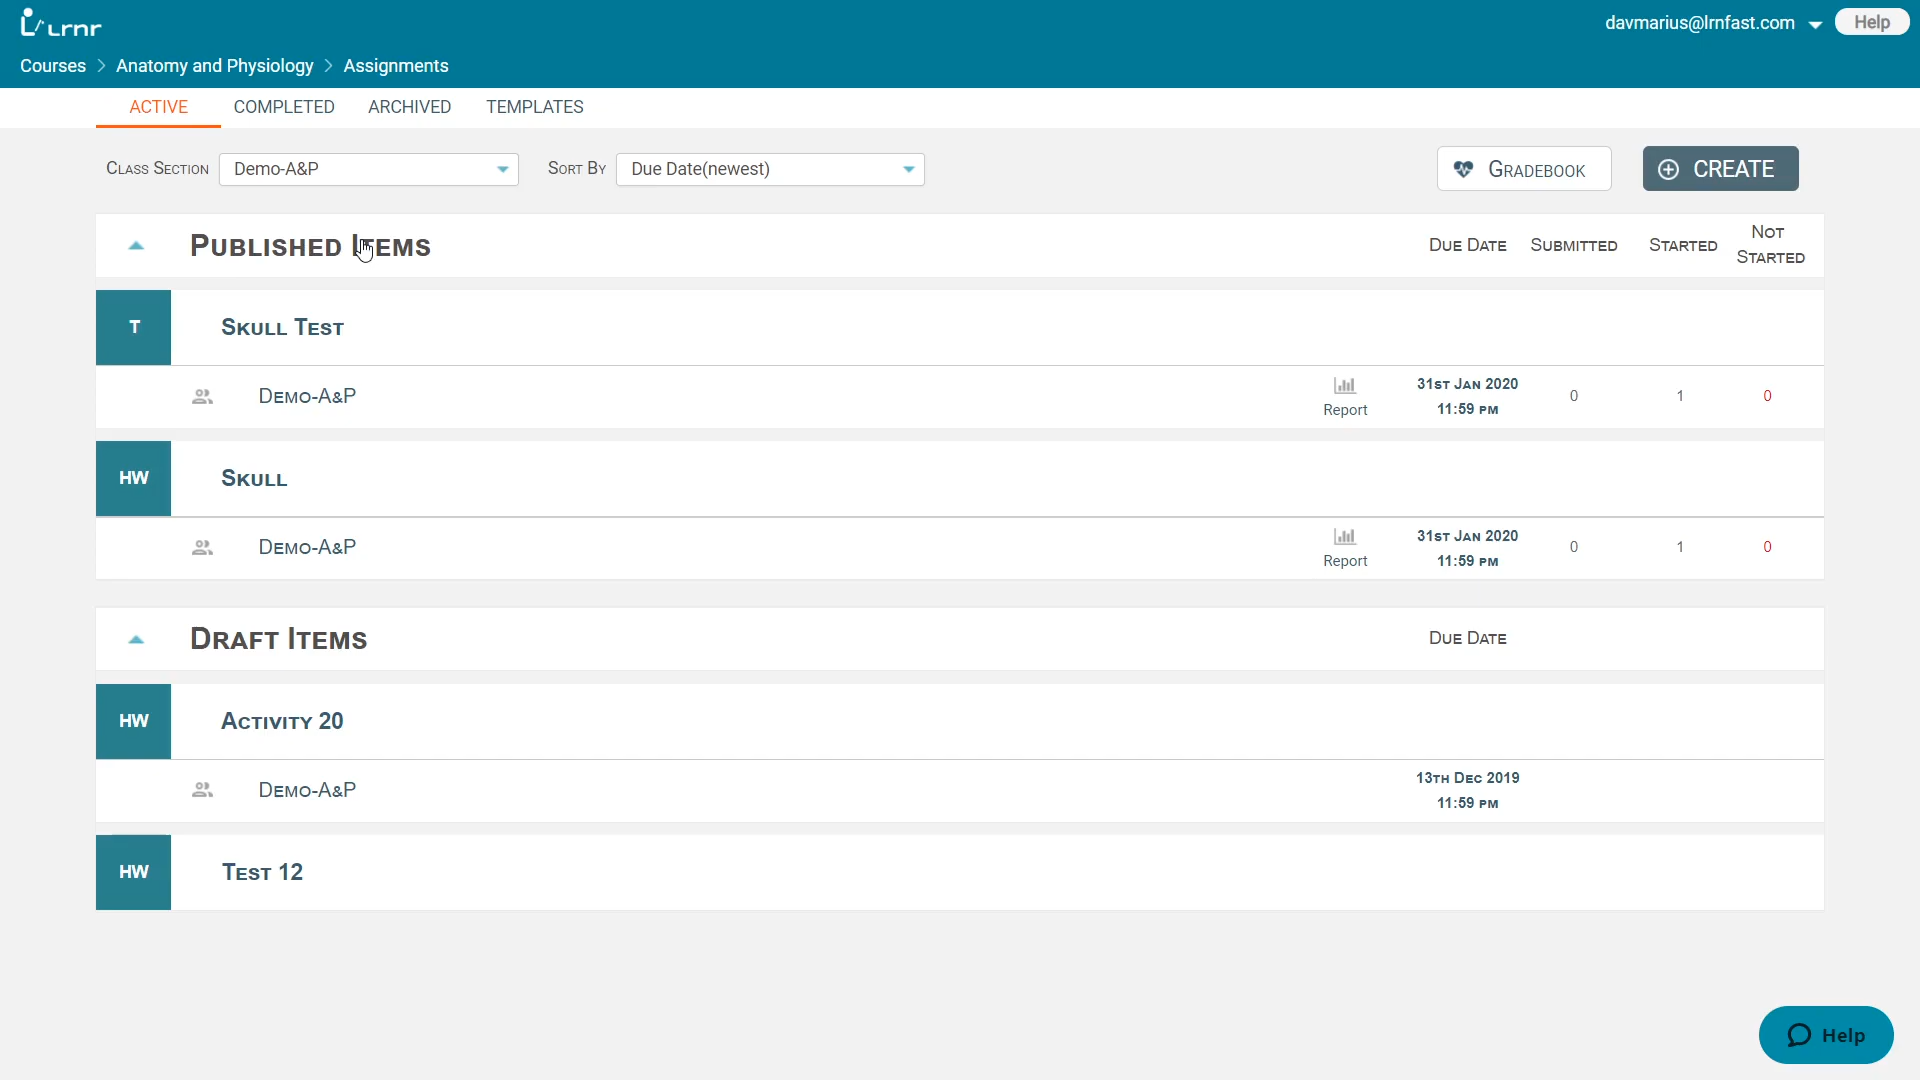 lrnr
davmarius@lrnfast.com
Help
Courses > Anatomy and Physiology > Assignments
ACTIVE COMPLETED ARCHIVED TEMPLATES
Class Section Demo-A&P Sort By Due Date(newest) Gradebook CREATE
Published Items Due Date Submitted Started Not Started
T Skull Test
Demo-A&P Report 31st Jan 2020 11:59 pm 0 1 0
HW Skull
Demo-A&P Report 31st Jan 2020 11:59 pm 0 1 0
Draft Items Due Date
HW Activity 20
Demo-A&P 13th Dec 2019 11:59 pm
HW Test 12
Help